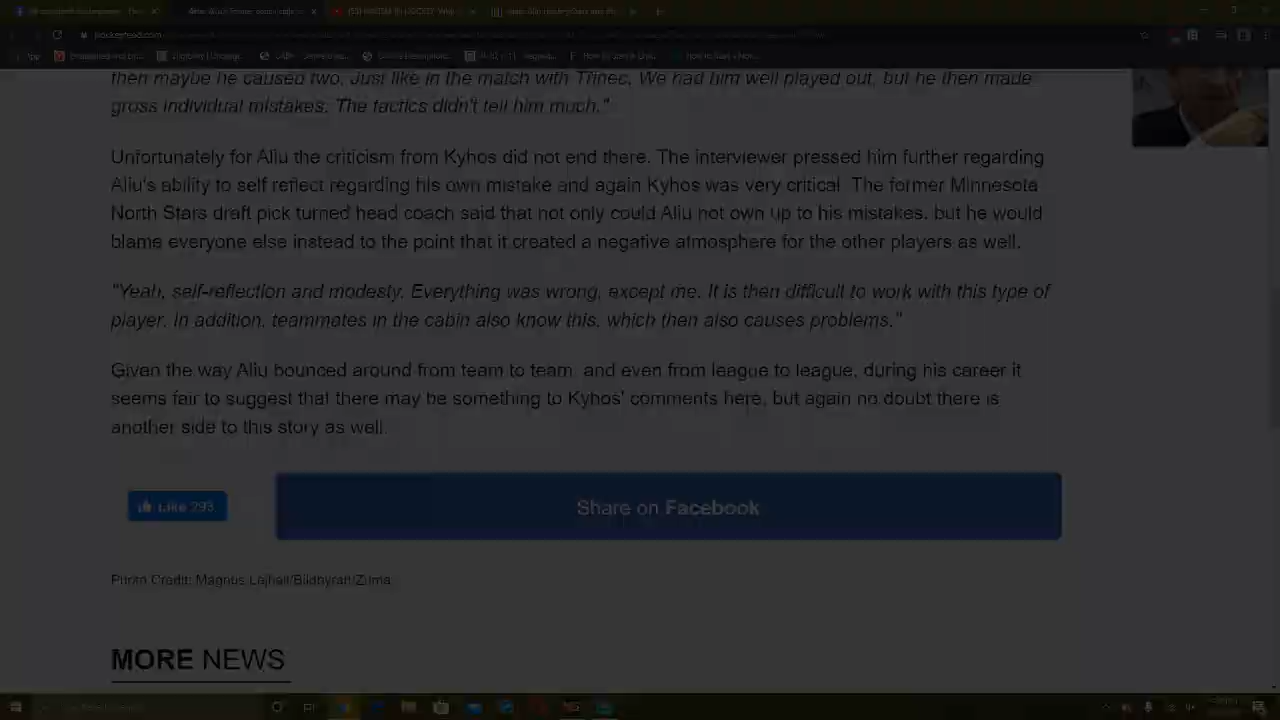 hockeyfeed.com
then maybe he caused two. Just like in the match with Trinec. We had him well played out, but he then made
gross individual mistakes. The tactics didn't tell him much."
Unfortunately for Aliu the criticism from Kyhos did not end there. The interviewer pressed him further regarding
Aliu's ability to self reflect regarding his own mistake and again Kyhos was very critical. The former Minnesota
North Stars draft pick turned head coach said that not only could Aliu not own up to his mistakes, but he would
blame everyone else instead to the point that it created a negative atmosphere for the other players as well.
"Yeah, self-reflection and modesty. Everything was wrong, except me. It is then difficult to work with this type of
player. In addition, teammates in the cabin also know this, which then also causes problems."
Given the way Aliu bounced around from team to team, and even from league to league, during his career it
seems fair to suggest that there may be something to Kyhos' comments here, but again no doubt there is
another side to this story as well.
Like 293
Share on Facebook
Photo Credit: Magnus Lejhall/Bildbyran/Zuma
MORE NEWS